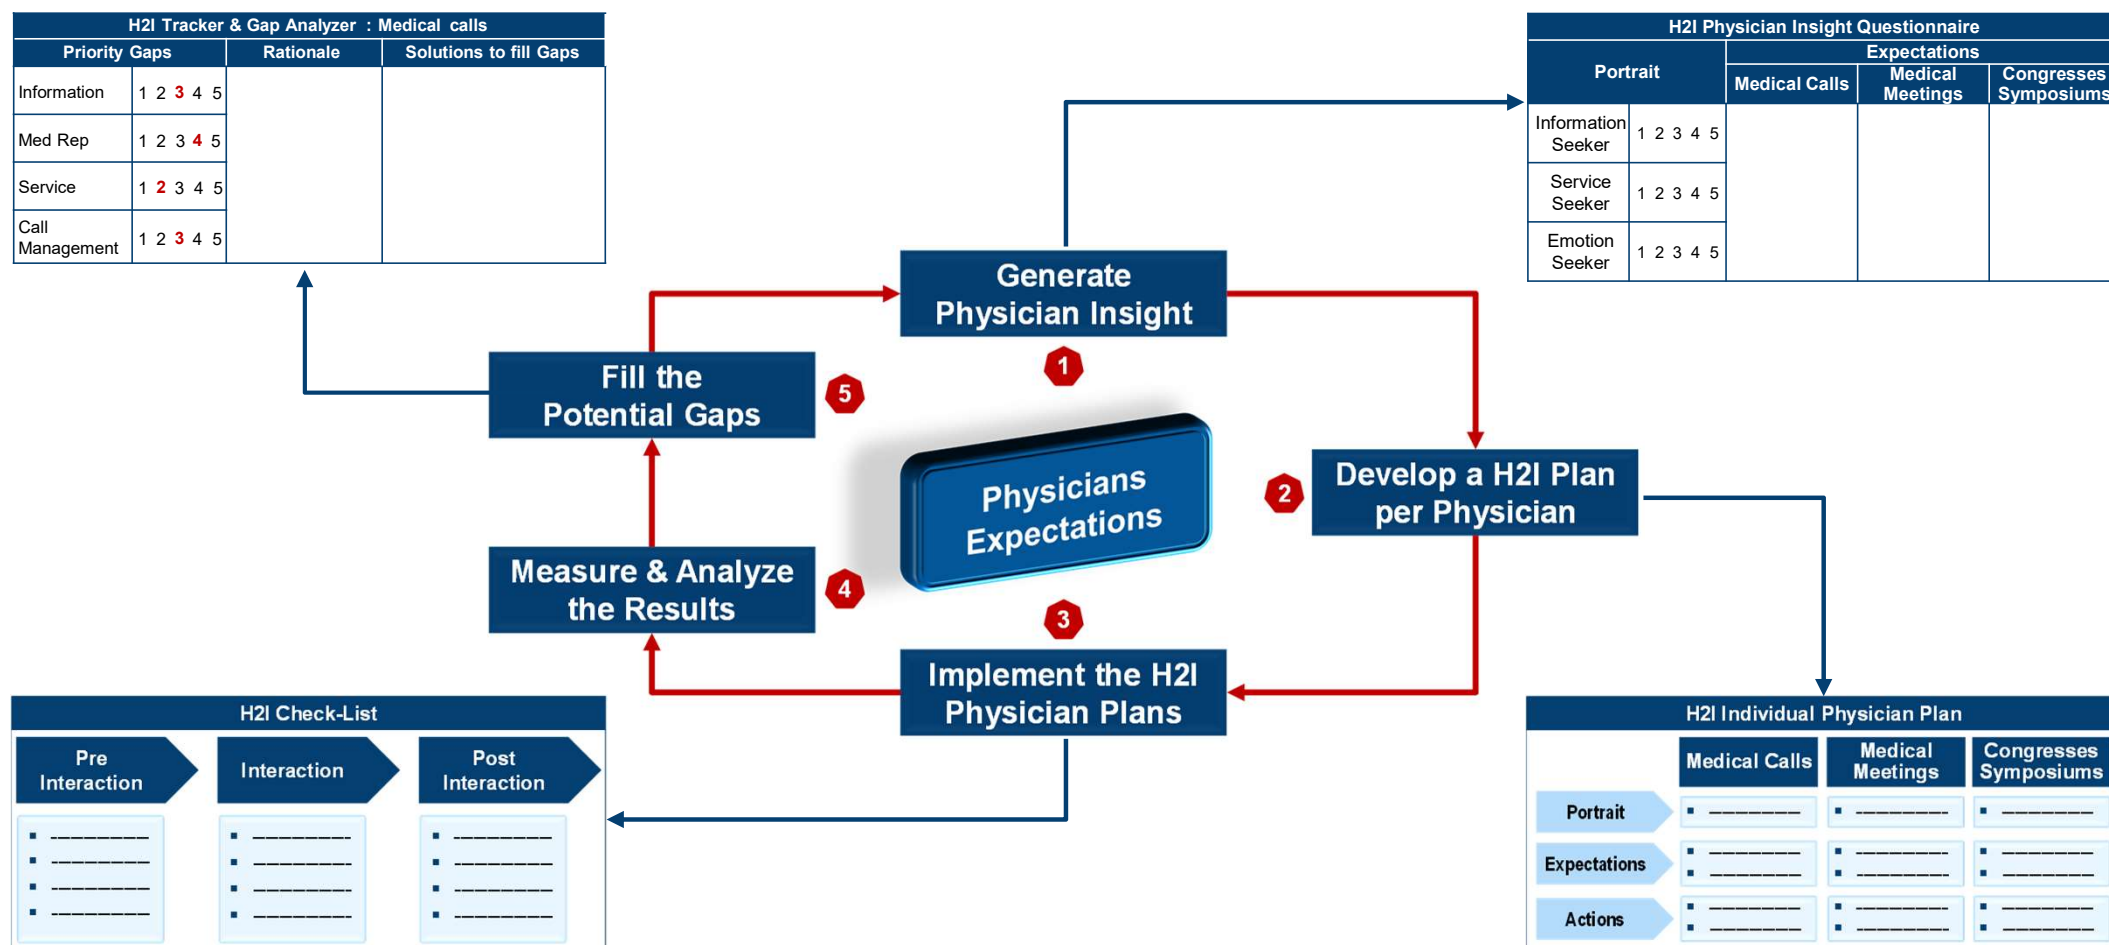 H2I Tracker & Gap Analyzer : Medical calls
Priority Gaps Rationale Solutions to fill Gaps
Information 1 2 3 4 5
Med Rep 1 2 3 4 5
Service 1 2 3 4 5
Call
Management 1 2 3 4 5
H2I Physician Insight Questionnaire
Portrait
Expectations
Medical Calls
Medical
Meetings
Congresses
Symposiums
Information
Seeker
1 2 3 4 5
Service
Seeker
1 2 3 4 5
Emotion
Seeker
1 2 3 4 5
Generate
Physician Insight
1
Develop a H2I Plan
per Physician
2
Implement the H2I
Physician Plans
3
Measure & Analyze
the Results
4
Fill the
Potential Gaps
5
Physicians
Expectations
H2I Check-List
Pre
Interaction
Interaction
Post
Interaction
H2I Individual Physician Plan
Medical Calls
Medical
Meetings
Congresses
Symposiums
Portrait
Expectations
Actions